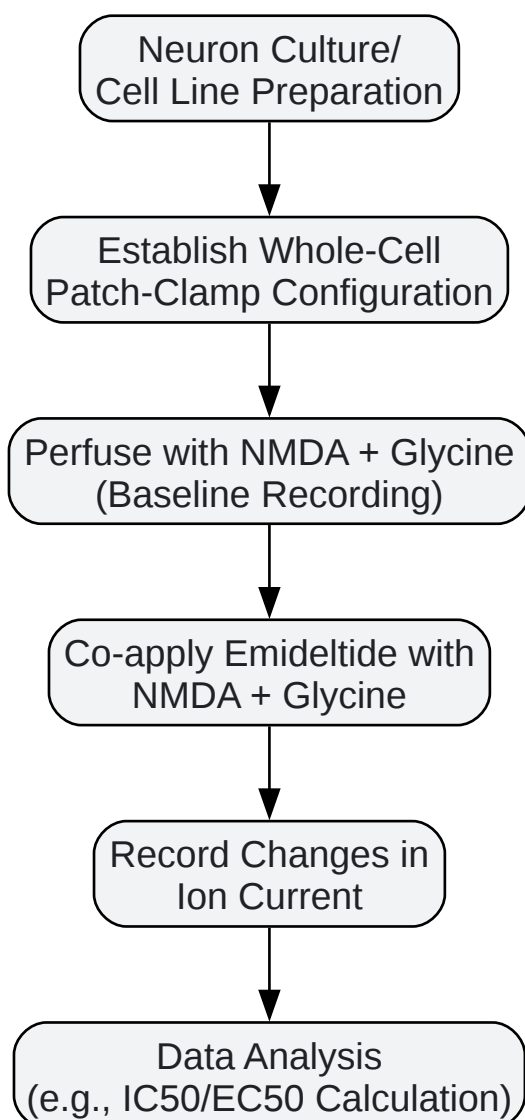 Neuron Culture/
Cell Line Preparation
Establish Whole-Cell
Patch-Clamp Configuration
Perfuse with NMDA + Glycine
(Baseline Recording)
Co-apply Emideltide with
NMDA + Glycine
Record Changes in
Ion Current
Data Analysis
(e.g., IC50/EC50 Calculation)